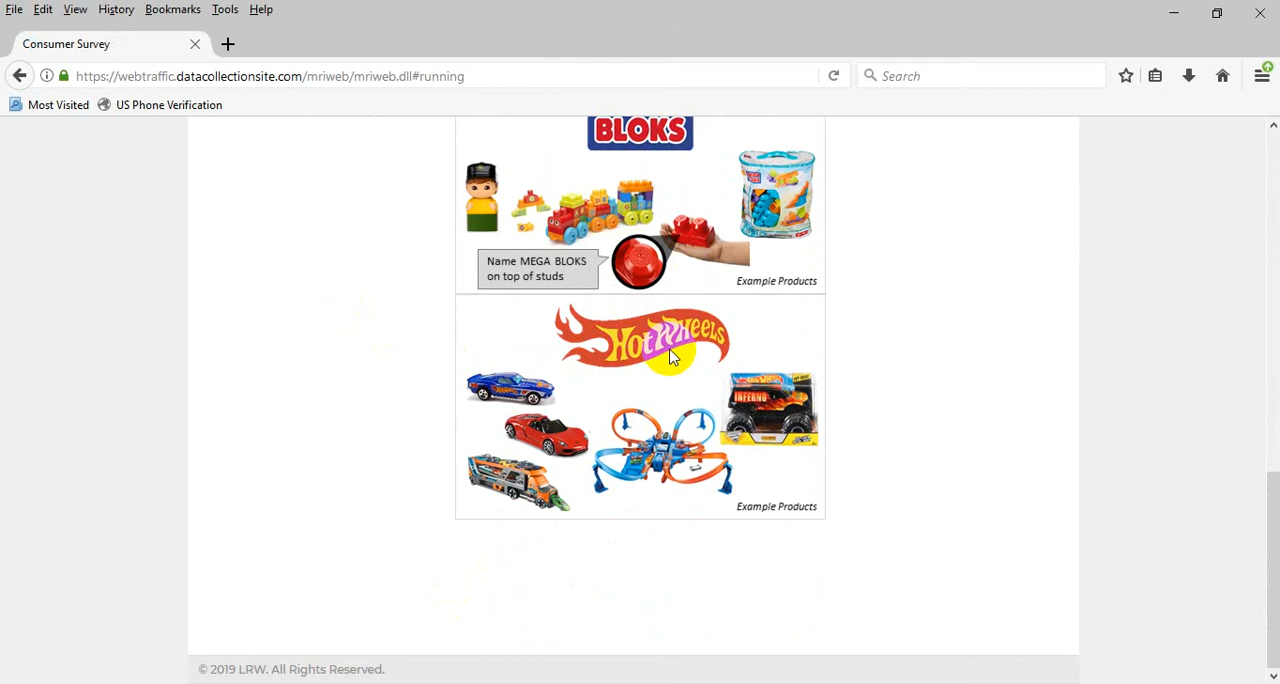 File Edit View History Bookmarks Tools Help
Consumer Survey
https://webtraffic.datacollectionsite.com/mriweb/mriweb.dll#running
Search
Most Visited US Phone Verification
BLOKS
Name MEGA BLOKS
on top of studs
Example Products
Hot Wheels
INFERNO
Example Products
© 2019 LRW. All Rights Reserved.